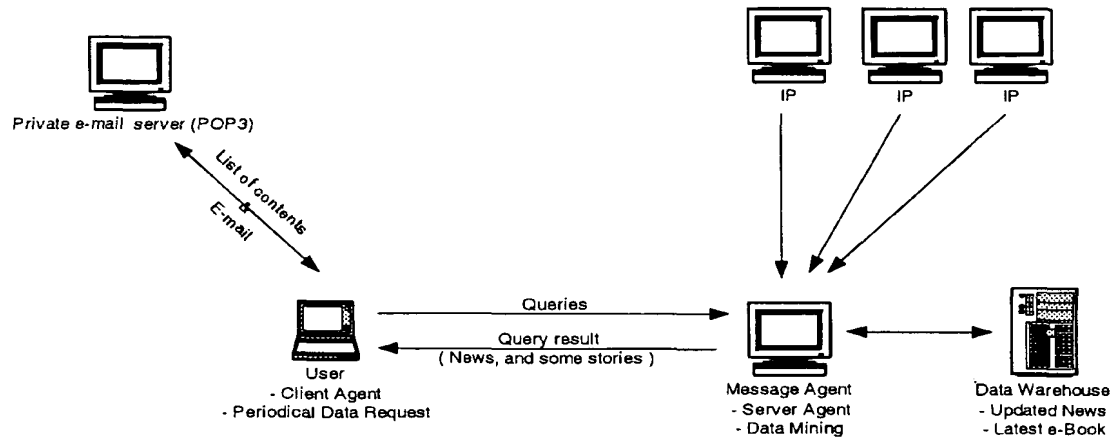 IP
IP
IP
Private e-mail server (POP3)
List of contents
&
E-mail
Queries
Query result
( News, and some stories )
User
- Client Agent
- Periodical Data Request
Message Agent
- Server Agent
- Data Mining
Data Warehouse
- Updated News
- Latest e-Book